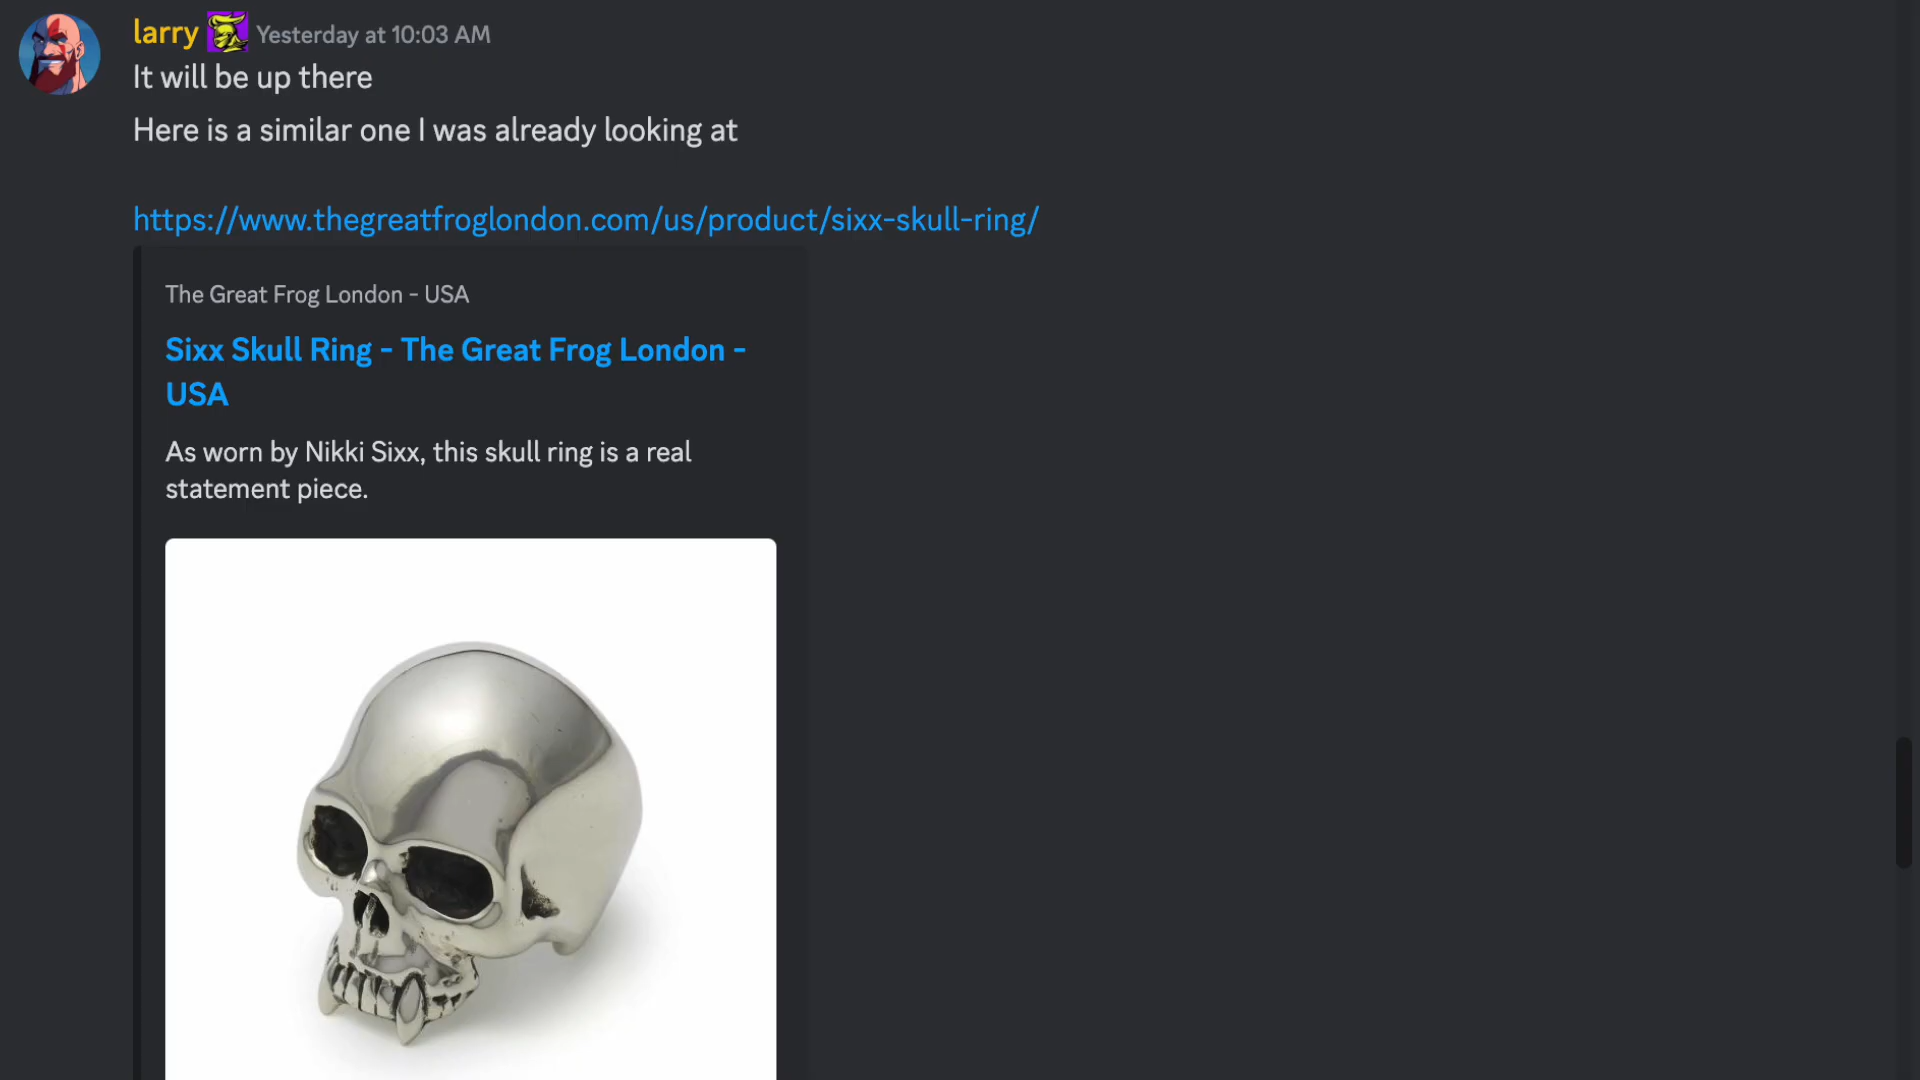 larry Yesterday at 10:03 AM
It will be up there
Here is a similar one I was already looking at
https://www.thegreatfroglondon.com/us/product/sixx-skull-ring/
The Great Frog London - USA
Sixx Skull Ring - The Great Frog London -
USA
As worn by Nikki Sixx, this skull ring is a real
statement piece.